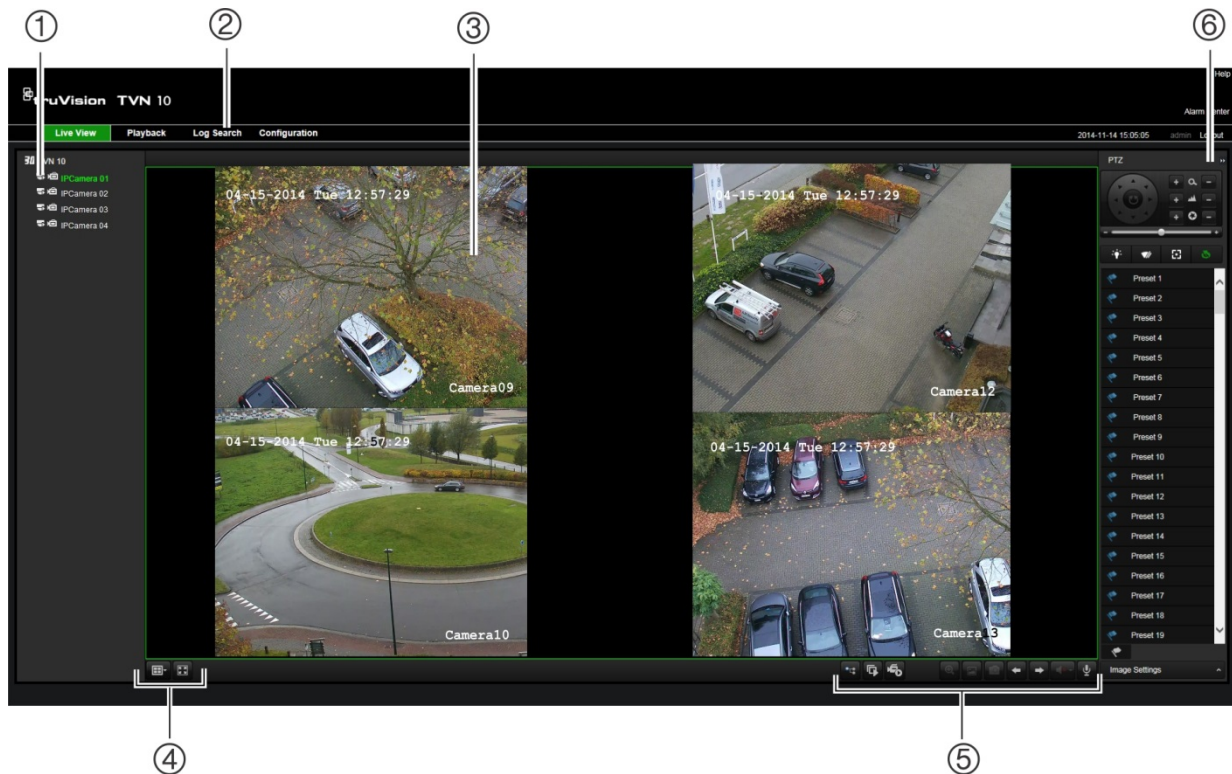 ① ② ③ ⑥
Help
truVision TVN 10
Alarm Center
Live View Playback Log Search Configuration
2014-11-14 15:05:05 admin Logout
TVN 10
IPCamera 01
IPCamera 02
IPCamera 03
IPCamera 04
04-15-2014 Tue 12:57:29
Camera09
04-15-2014 Tue 12:57:29
Camera12
04-15-2014 Tue 12:57:29
Camera10
04-15-2014 Tue 12:57:29
Camera13
PTZ
Preset 1
Preset 2
Preset 3
Preset 4
Preset 5
Preset 6
Preset 7
Preset 8
Preset 9
Preset 10
Preset 11
Preset 12
Preset 13
Preset 14
Preset 15
Preset 16
Preset 17
Preset 18
Preset 19
Image Settings
④ ⑤